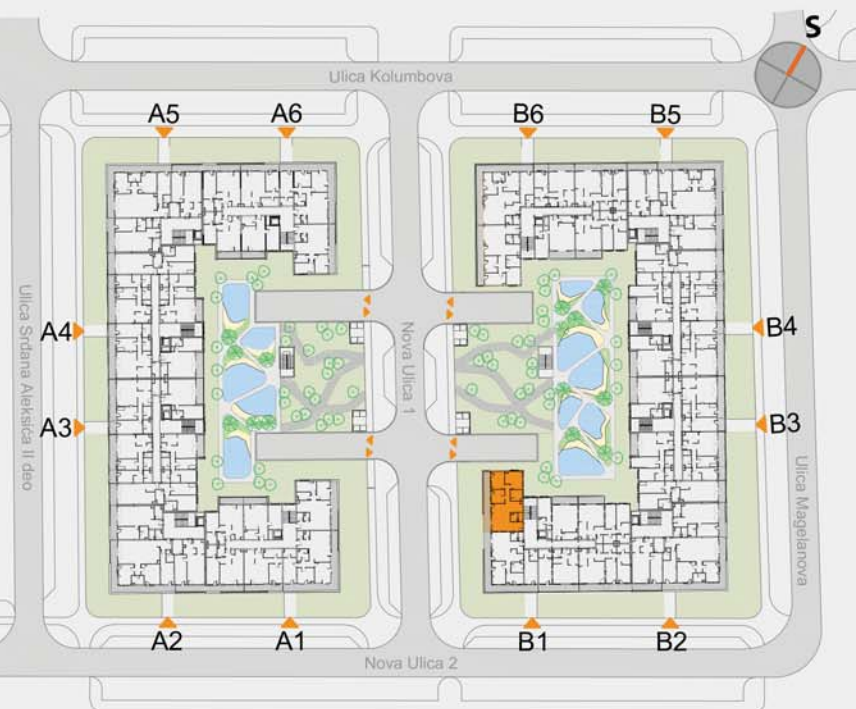 S
Ulica Kolumbova
A5
A6
B6
B5
Ulica Srđana Aleksića II deo
A4
Nova Ulica 1
B4
A3
B3
Ulica Magelanova
A2
A1
B1
B2
Nova Ulica 2